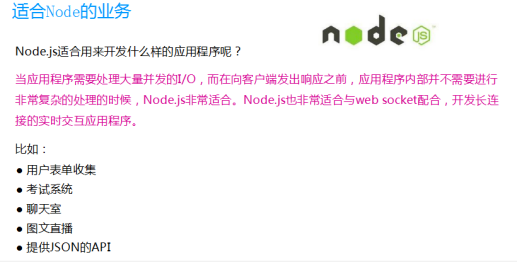 适合Node的业务
node JS
Node.js适合用来开发什么样的应用程序呢？
当应用程序需要处理大量并发的I/O，而在向客户端发出响应之前，应用程序内部并不需要进行
非常复杂的处理的时候，Node.js非常适合。Node.js也非常适合与web socket配合，开发长连
接的实时交互应用程序。
比如：
● 用户表单收集
● 考试系统
● 聊天室
● 图文直播
● 提供JSON的API